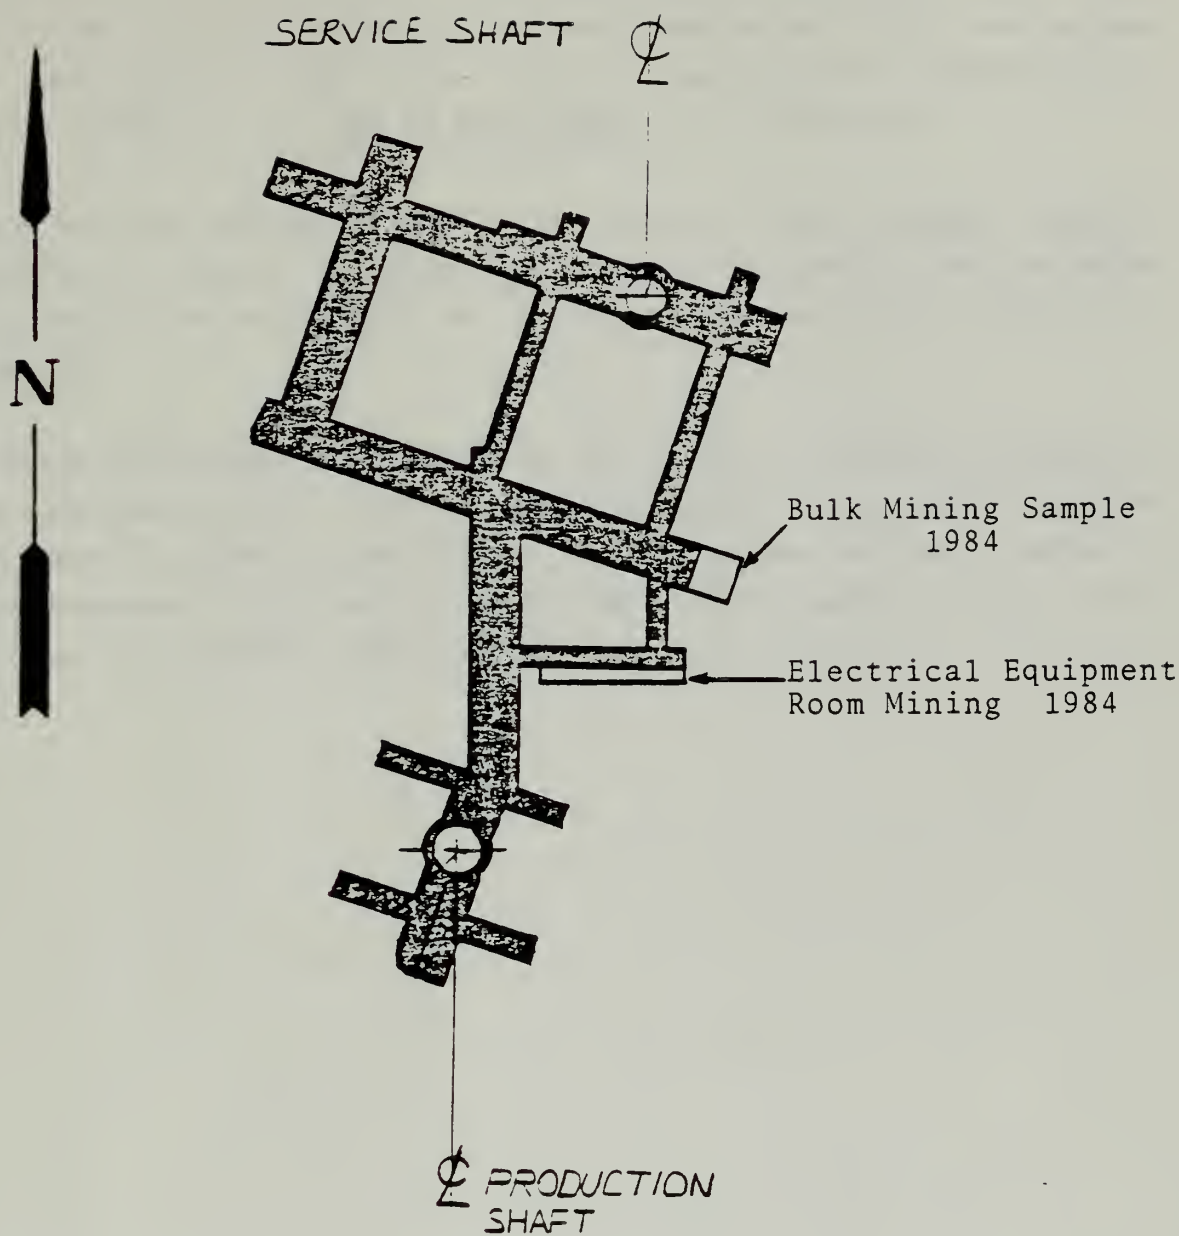 SERVICE SHAFT ℄
N
Bulk Mining Sample
1984
Electrical Equipment
Room Mining 1984
℄ PRODUCTION
SHAFT